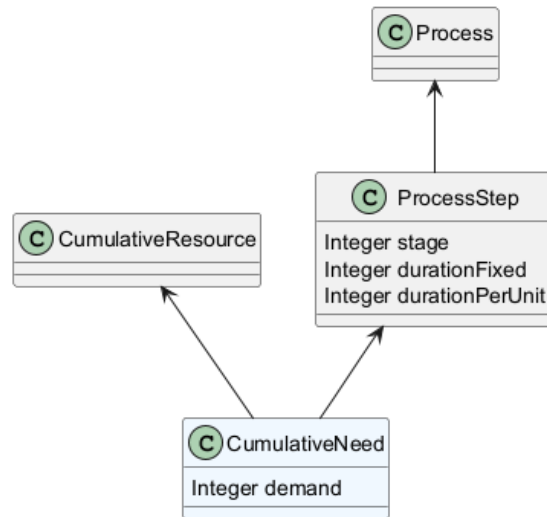 C Process
C ProcessStep
Integer stage
Integer durationFixed
Integer durationPerUnit
C CumulativeResource
C CumulativeNeed
Integer demand